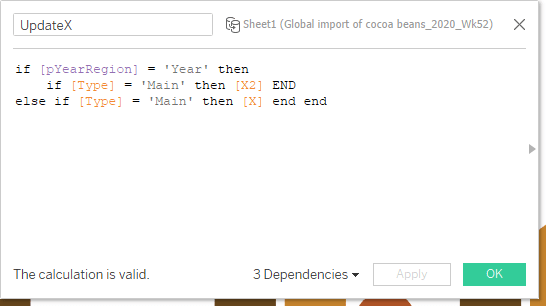 UpdateX
Sheet1 (Global import of cocoa beans_2020_Wk52)
if [pYearRegion] = 'Year' then
    if [Type] = 'Main' then [X2] END
else if [Type] = 'Main' then [X] end end
The calculation is valid.
3 Dependencies
Apply
OK